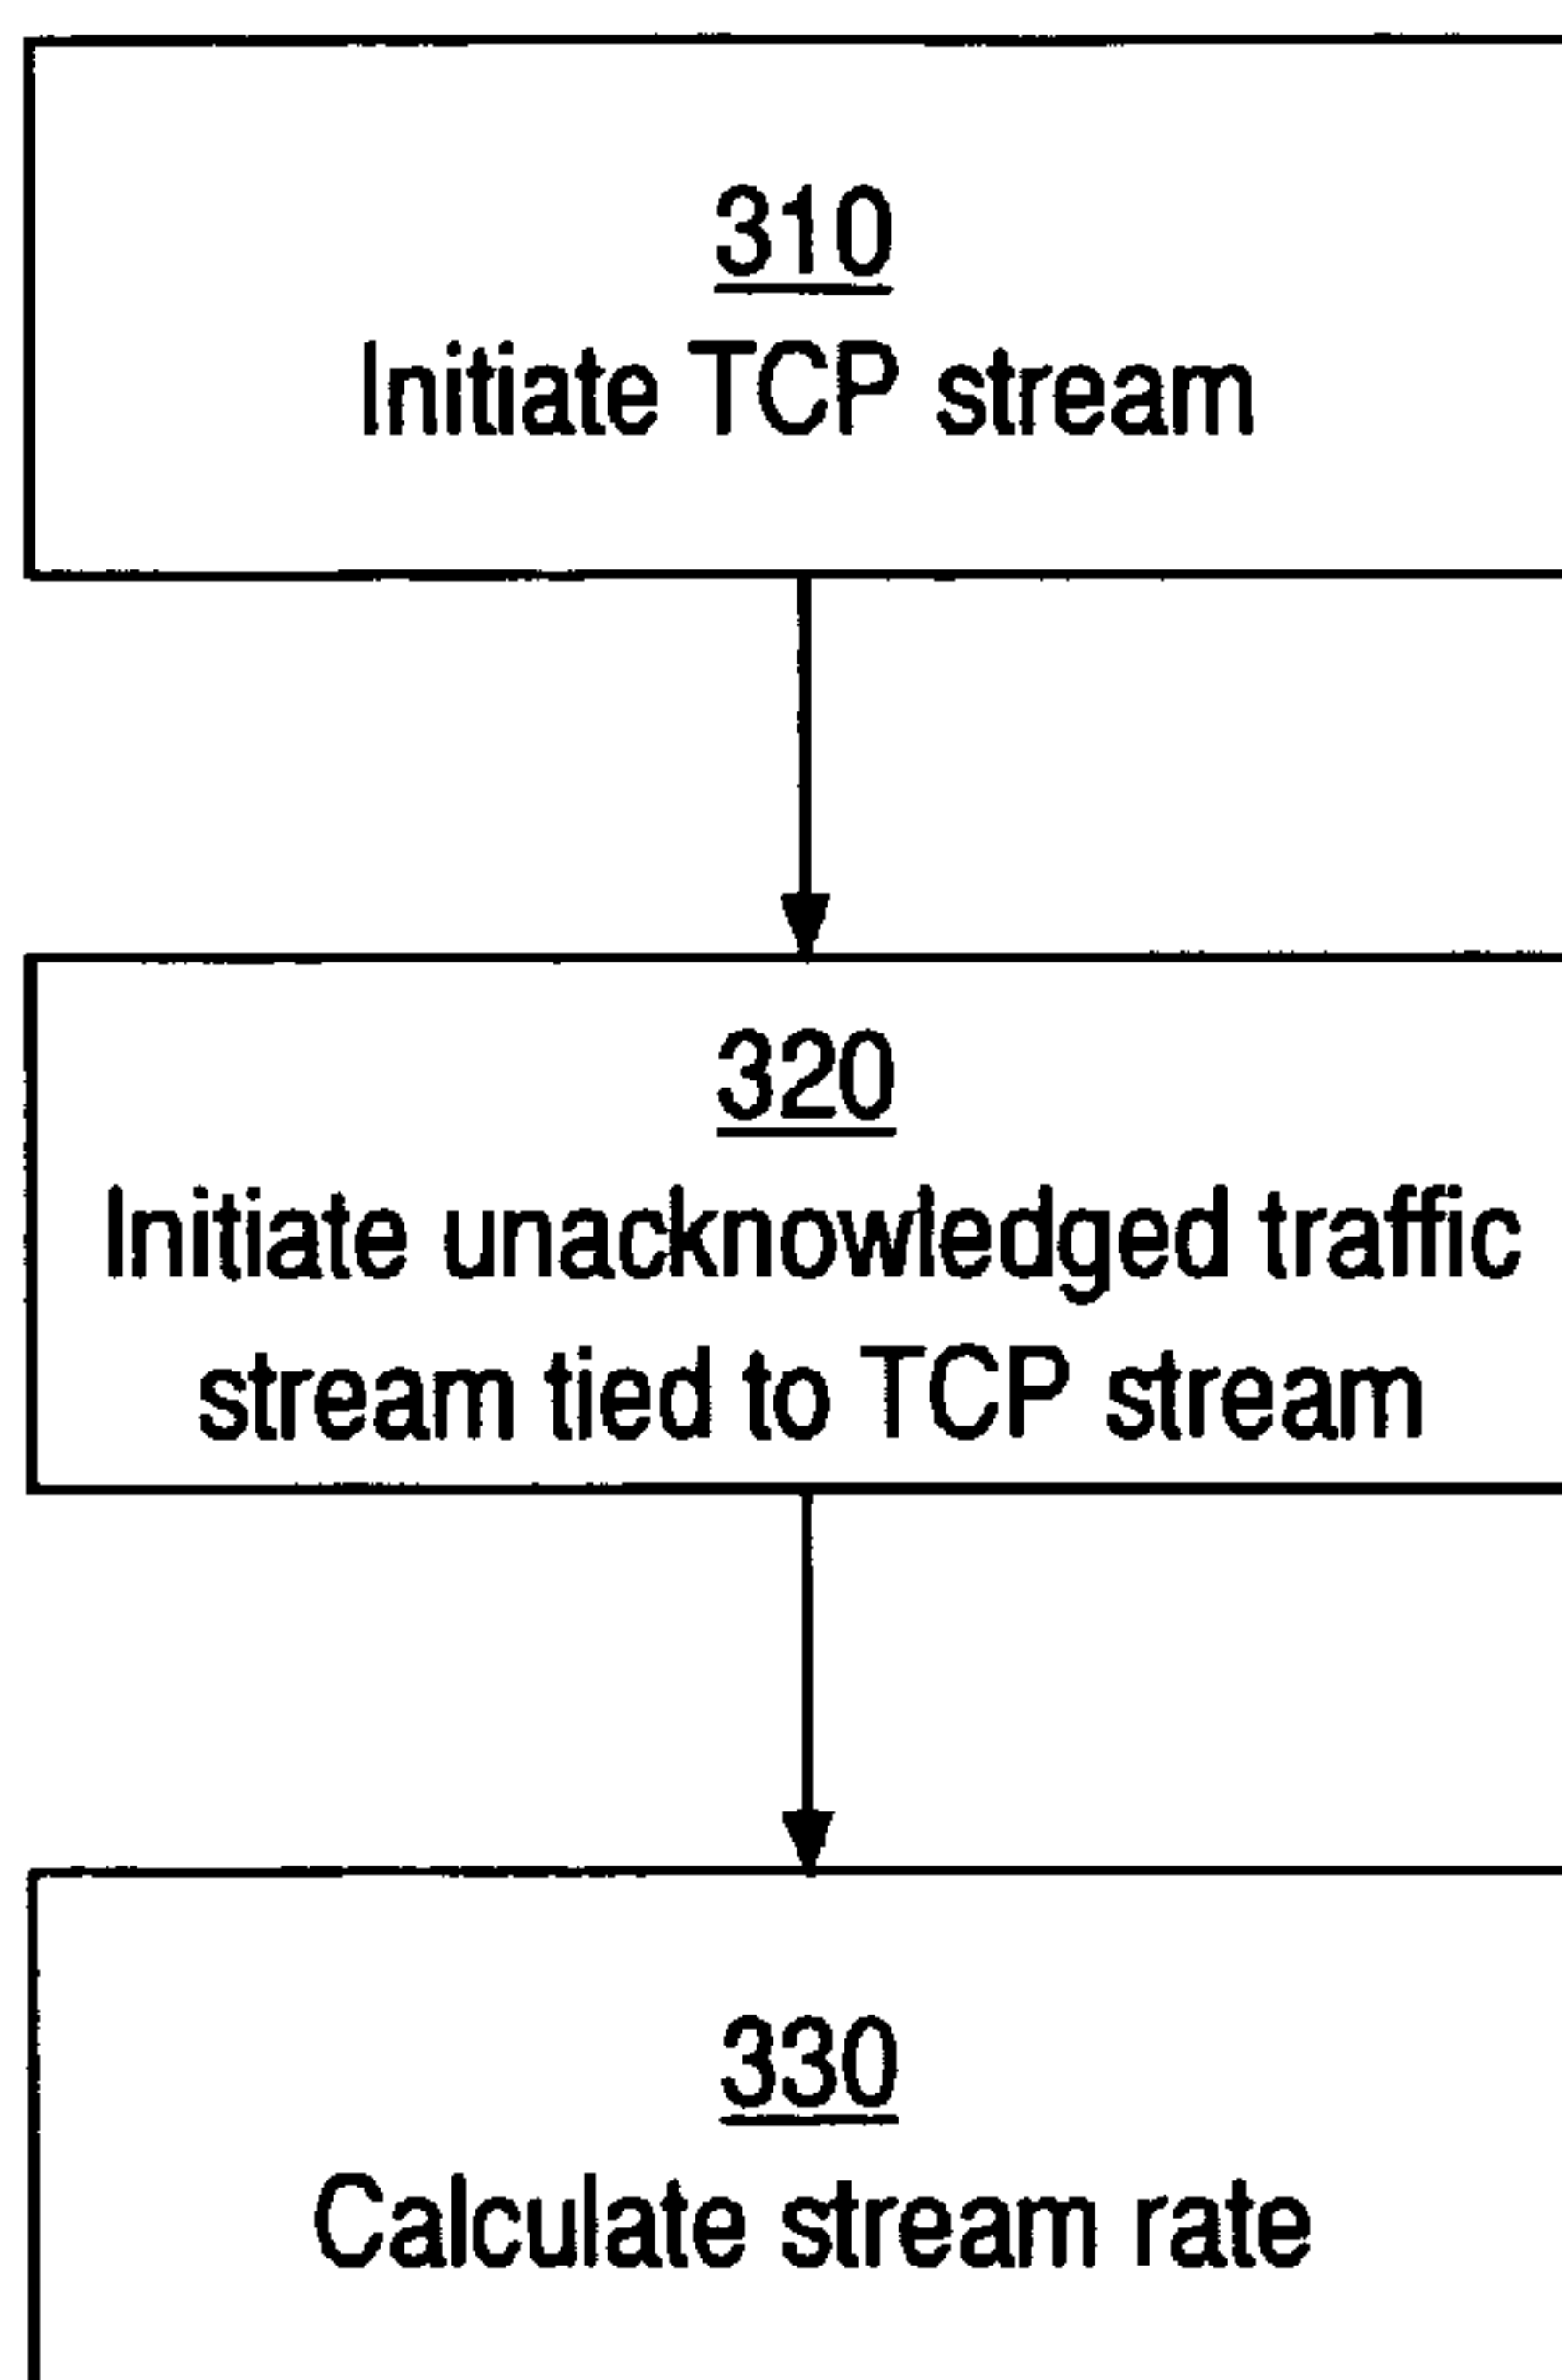 310
Initiate TCP stream
320
Initiate unacknowledged traffic
stream tied to TCP stream
330
Calculate stream rate